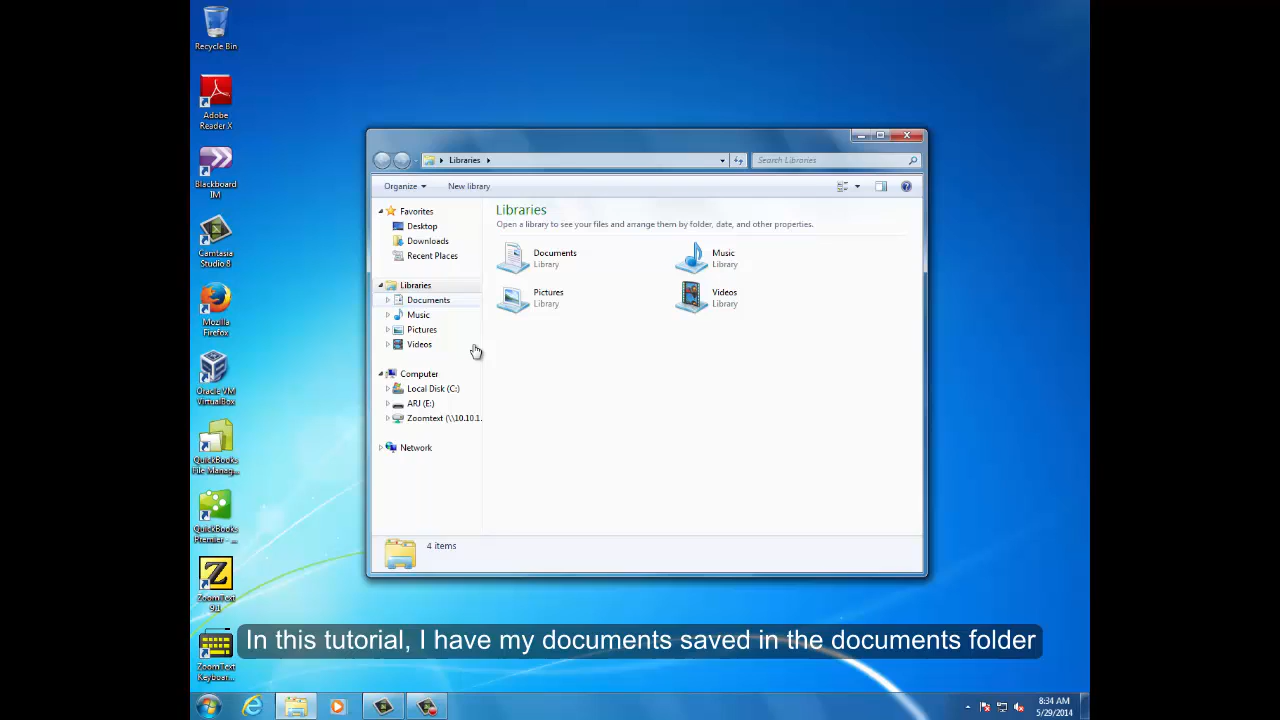 Recycle Bin
Adobe
Reader X
Blackboard
IM
Camtasia
Studio 8
Mozilla
Firefox
Oracle VM
VirtualBox
QuickBooks
File Manag...
QuickBooks
Premier - ...
ZoomText
9.1
ZoomText
Keyboar...
Libraries
Search Libraries
Organize
New library
Favorites
Desktop
Downloads
Recent Places
Libraries
Documents
Music
Pictures
Videos
Computer
Local Disk (C:)
ARJ (E:)
Zoomtext (\\10.10.1.
Network
Libraries
Open a library to see your files and arrange them by folder, date, and other properties.
Documents
Library
Music
Library
Pictures
Library
Videos
Library
4 items
In this tutorial, I have my documents saved in the documents folder
8:34 AM
5/29/2014